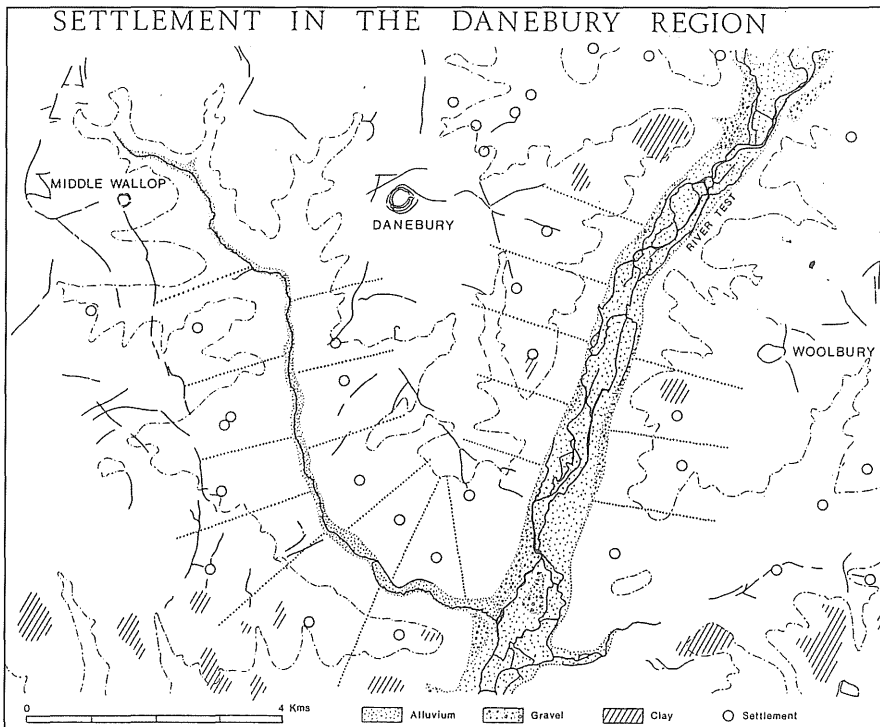 SETTLEMENT IN THE DANEBURY REGION
MIDDLE WALLOP
DANEBURY
RIVER TEST
WOOLBURY
0 4 Kms
Alluvium Gravel Clay Settlement